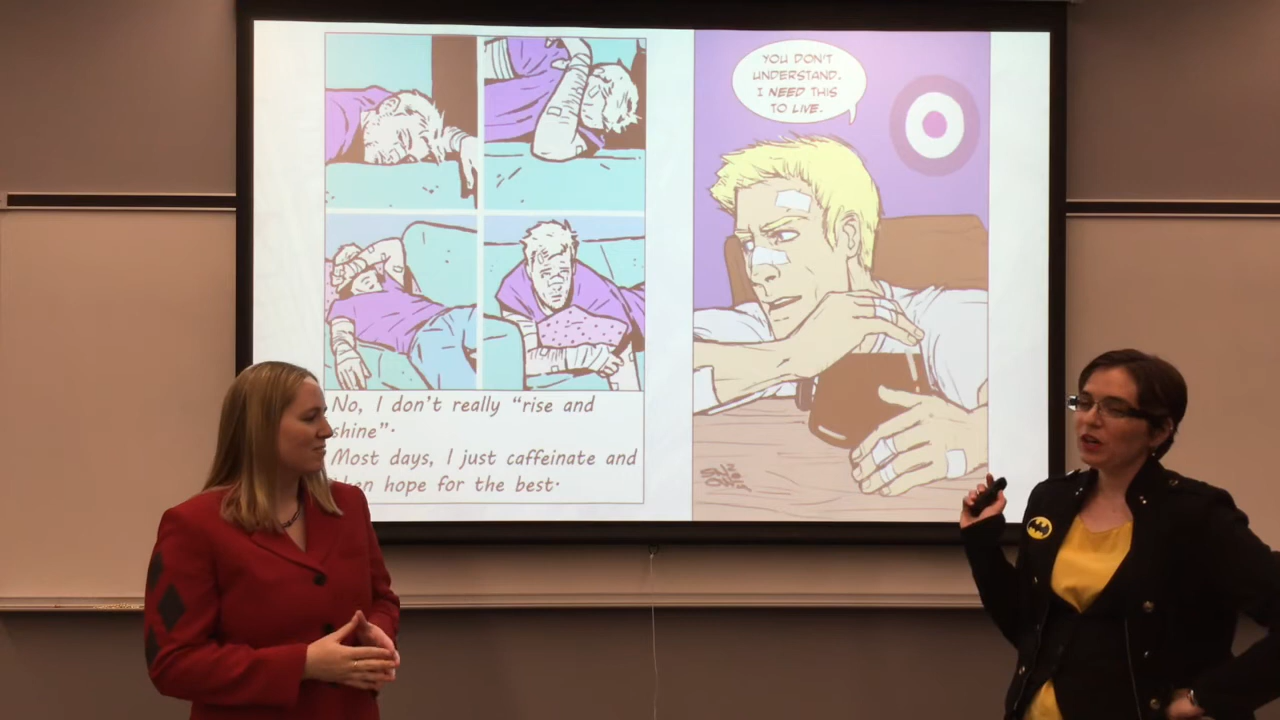 No, I don't really "rise and
shine".
Most days, I just caffeinate and
then hope for the best.
YOU DON'T
UNDERSTAND.
I NEED THIS
TO LIVE.